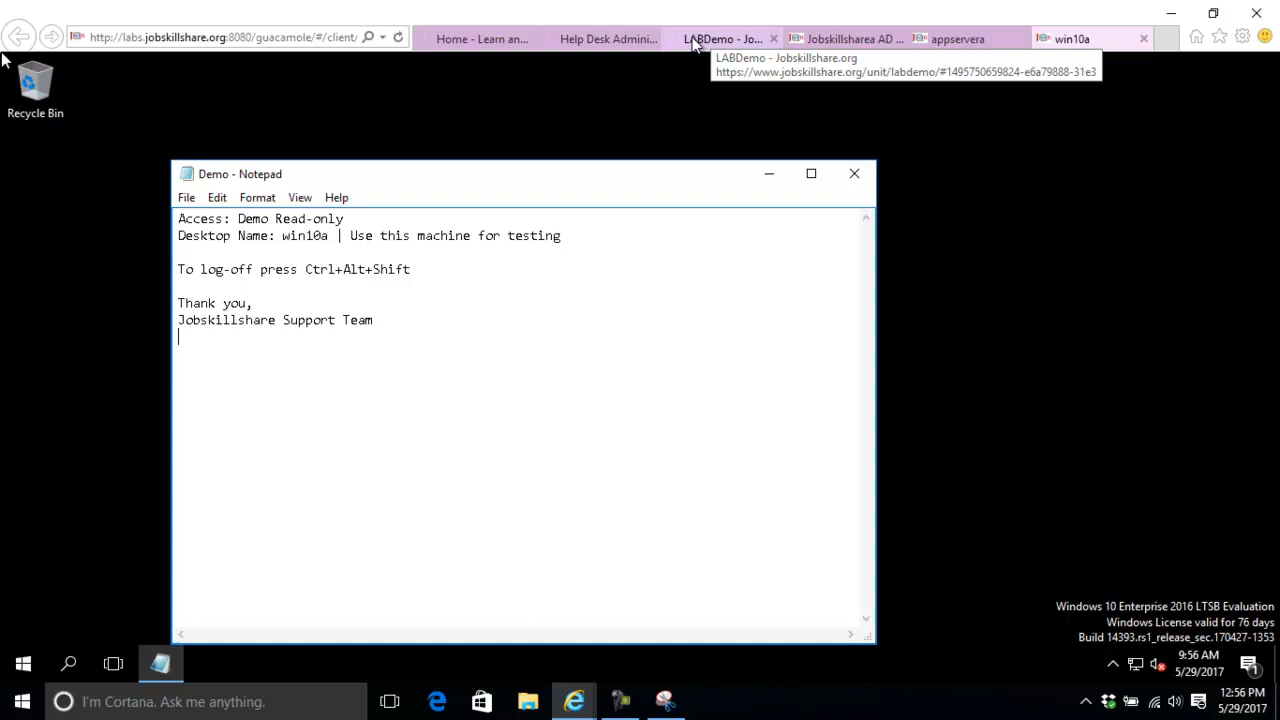 http://labs.jobskillshare.org:8080/guacamole/#/client/
Home - Learn an...
Help Desk Admini...
LABDemo - Jo...
Jobskillsharea AD ...
appservera
win10a
LABDemo - Jobskillshare.org
https://www.jobskillshare.org/unit/labdemo/#1495750659824-e6a79888-31e3
Recycle Bin
Demo - Notepad
File Edit Format View Help
Access: Demo Read-only
Desktop Name: win10a | Use this machine for testing
To log-off press Ctrl+Alt+Shift
Thank you,
Jobskillshare Support Team
Windows 10 Enterprise 2016 LTSB Evaluation
Windows License valid for 76 days
Build 14393.rs1_release_sec.170427-1353
9:56 AM
5/29/2017
1
I'm Cortana. Ask me anything.
12:56 PM
5/29/2017